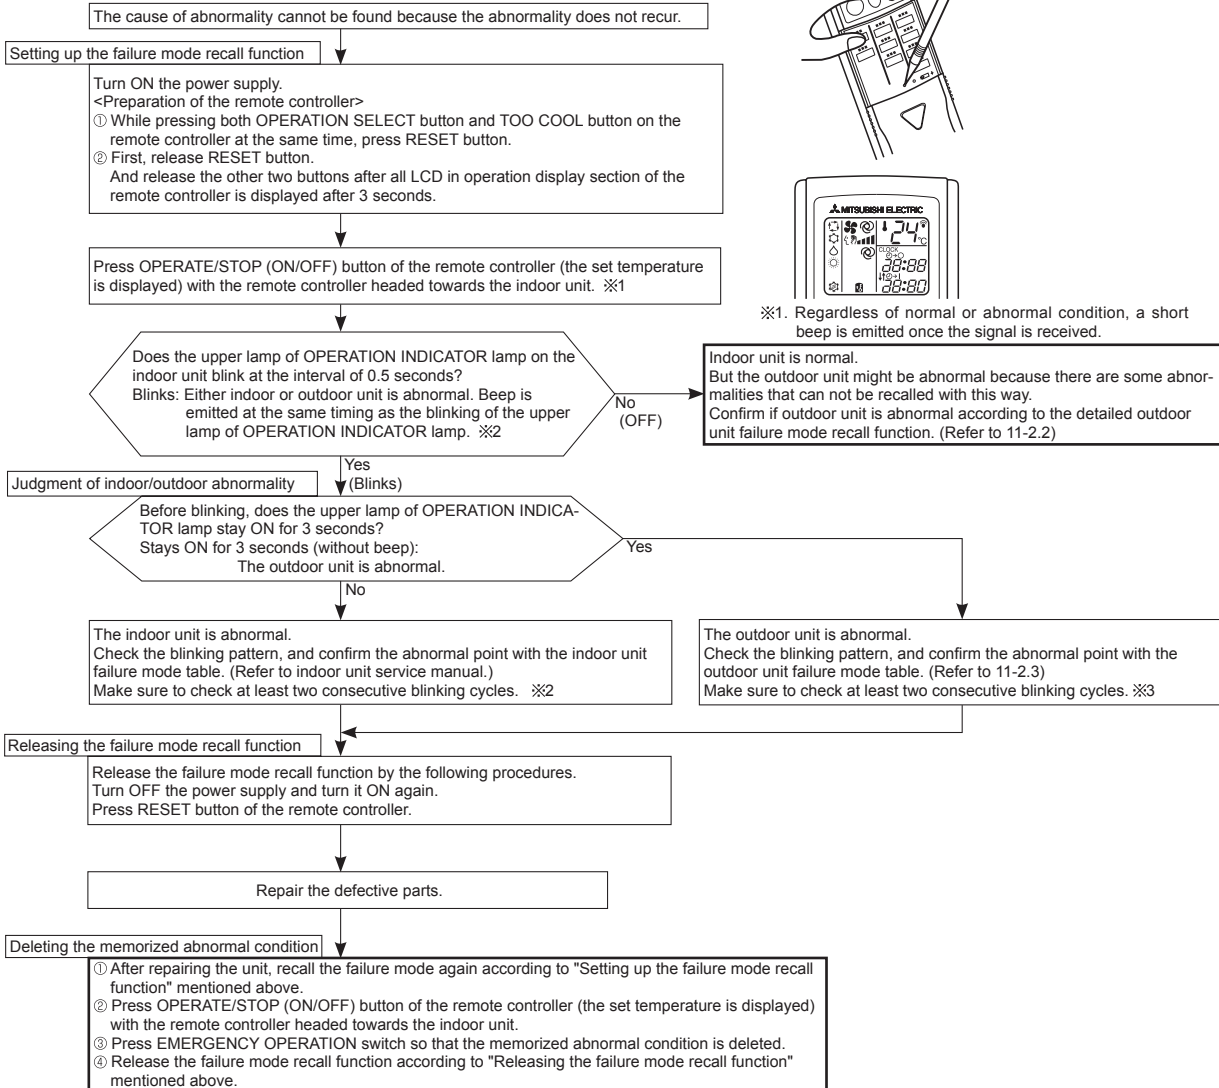 The cause of abnormality cannot be found because the abnormality does not recur.
Setting up the failure mode recall function
Turn ON the power supply.
<Preparation of the remote controller>
① While pressing both OPERATION SELECT button and TOO COOL button on the
remote controller at the same time, press RESET button.
② First, release RESET button.
And release the other two buttons after all LCD in operation display section of the
remote controller is displayed after 3 seconds.
MITSUBISHI ELECTRIC
24
°C
CLOCK
28:88
28:80
Press OPERATE/STOP (ON/OFF) button of the remote controller (the set temperature
is displayed) with the remote controller headed towards the indoor unit. ※1
※1. Regardless of normal or abnormal condition, a short
beep is emitted once the signal is received.
Does the upper lamp of OPERATION INDICATOR lamp on the
indoor unit blink at the interval of 0.5 seconds?
Blinks: Either indoor or outdoor unit is abnormal. Beep is
emitted at the same timing as the blinking of the upper
lamp of OPERATION INDICATOR lamp. ※2
No
(OFF)
Indoor unit is normal.
But the outdoor unit might be abnormal because there are some abnor-
malities that can not be recalled with this way.
Confirm if outdoor unit is abnormal according to the detailed outdoor
unit failure mode recall function. (Refer to 11-2.2)
Yes
(Blinks)
Judgment of indoor/outdoor abnormality
Before blinking, does the upper lamp of OPERATION INDICA-
TOR lamp stay ON for 3 seconds?
Stays ON for 3 seconds (without beep):
The outdoor unit is abnormal.
Yes
No
The indoor unit is abnormal.
Check the blinking pattern, and confirm the abnormal point with the indoor unit
failure mode table. (Refer to indoor unit service manual.)
Make sure to check at least two consecutive blinking cycles. ※2
The outdoor unit is abnormal.
Check the blinking pattern, and confirm the abnormal point with the
outdoor unit failure mode table. (Refer to 11-2.3)
Make sure to check at least two consecutive blinking cycles. ※3
Releasing the failure mode recall function
Release the failure mode recall function by the following procedures.
Turn OFF the power supply and turn it ON again.
Press RESET button of the remote controller.
Repair the defective parts.
Deleting the memorized abnormal condition
① After repairing the unit, recall the failure mode again according to "Setting up the failure mode recall
function" mentioned above.
② Press OPERATE/STOP (ON/OFF) button of the remote controller (the set temperature is displayed)
with the remote controller headed towards the indoor unit.
③ Press EMERGENCY OPERATION switch so that the memorized abnormal condition is deleted.
④ Release the failure mode recall function according to "Releasing the failure mode recall function"
mentioned above.